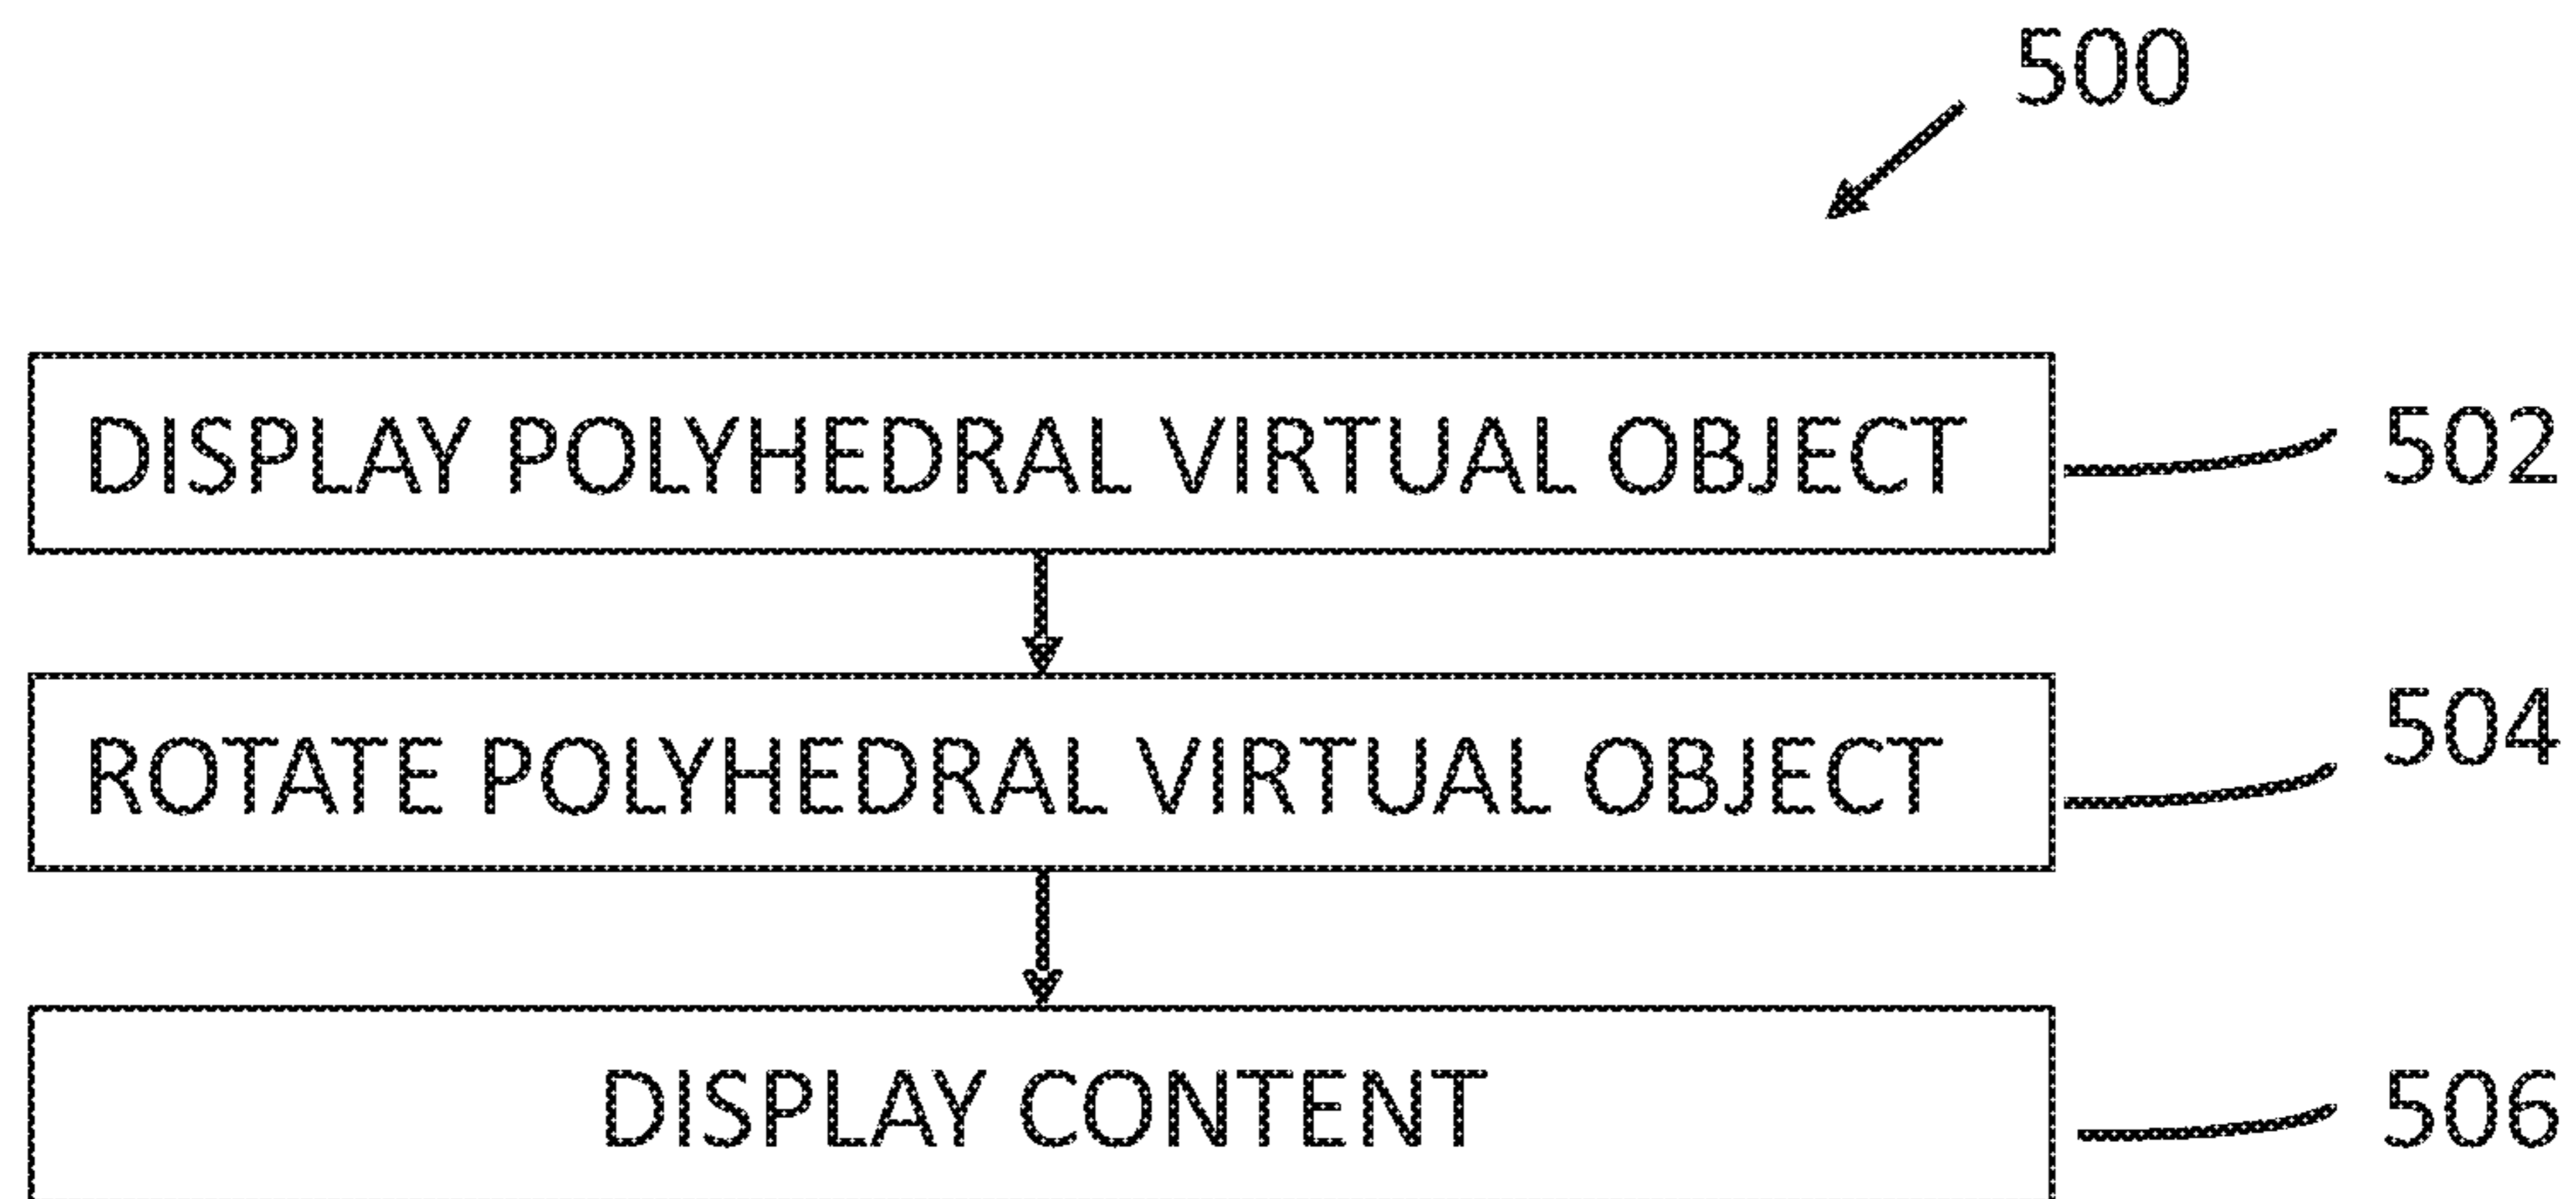 500
DISPLAY POLYHEDRAL VIRTUAL OBJECT 502
ROTATE POLYHEDRAL VIRTUAL OBJECT 504
DISPLAY CONTENT 506